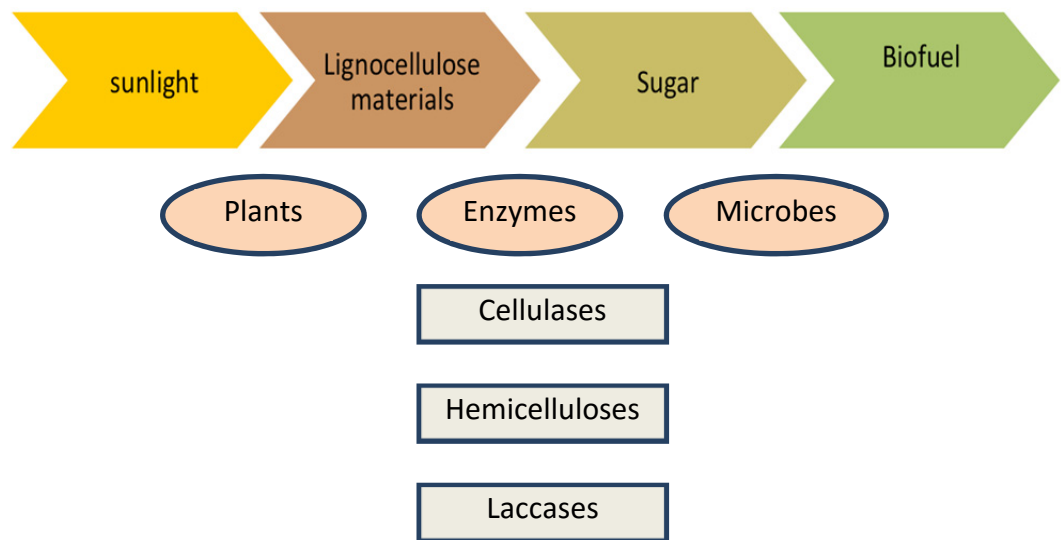 sunlight
Lignocellulose
materials
Sugar
Biofuel
Plants
Enzymes
Microbes
Cellulases
Hemicelluloses
Laccases